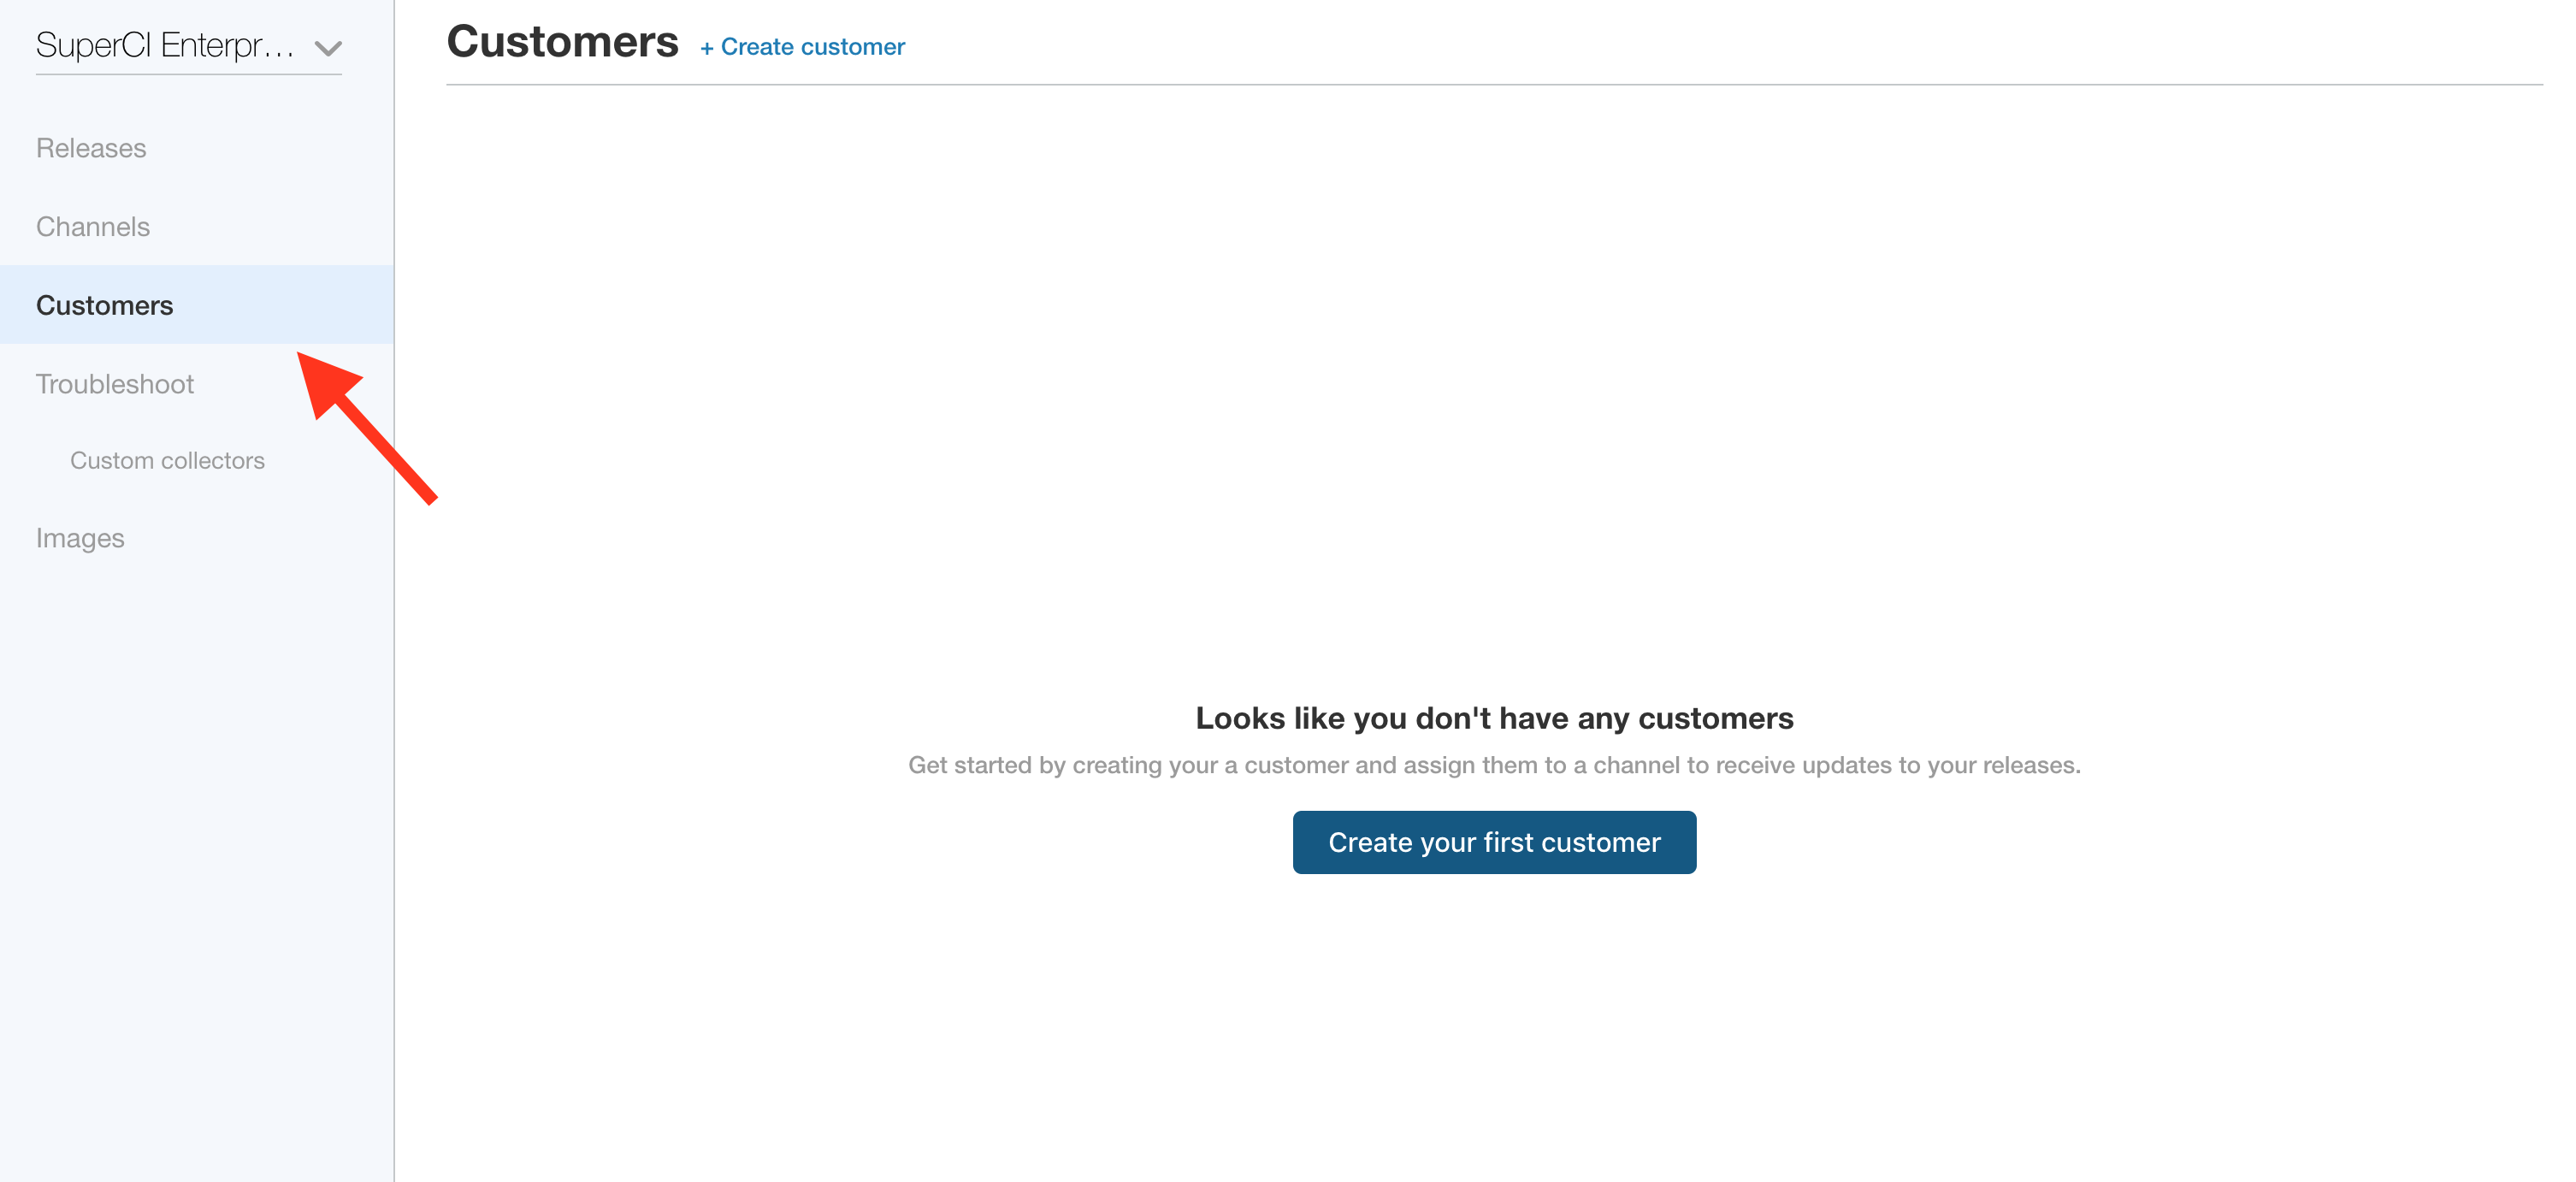 SuperCI Enterpr...
Releases
Channels
Customers
Troubleshoot
Custom collectors
Images
Customers + Create customer
Looks like you don't have any customers
Get started by creating your a customer and assign them to a channel to receive updates to your releases.
Create your first customer